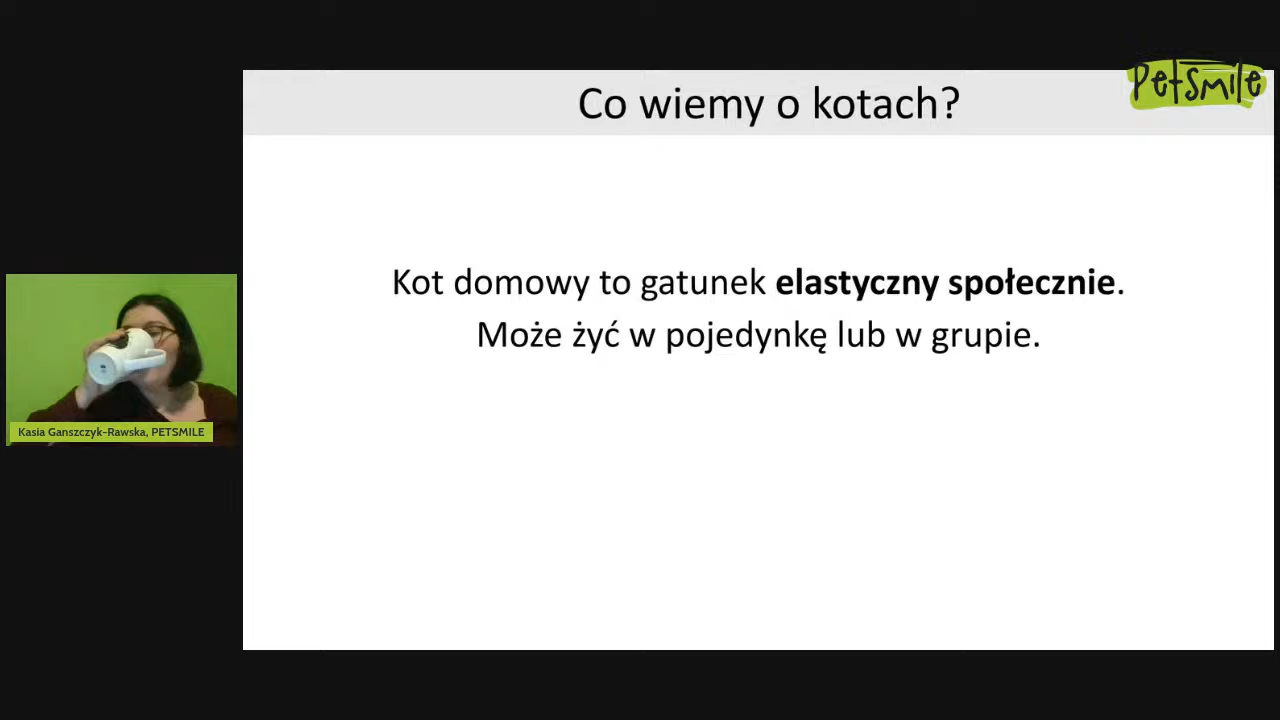 PetSmile
Co wiemy o kotach?
Kot domowy to gatunek elastyczny społecznie.
Może żyć w pojedynkę lub w grupie.
Kasia Ganszczyk-Rawska, PETSMILE